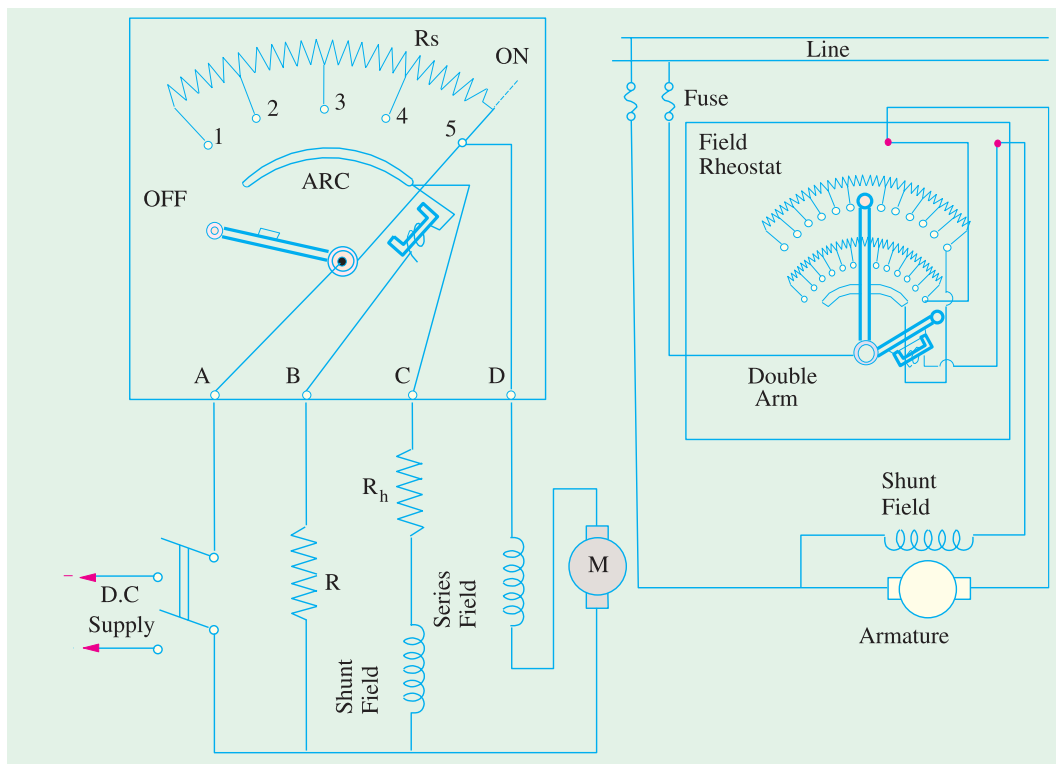 Rs
ON
1
2
3
4
5
ARC
OFF
A
B
C
D
R
h
R
Series
Field
M
–
D.C
Supply
Shunt
Field
Line
Fuse
Field
Rheostat
Double
Arm
Shunt
Field
Armature